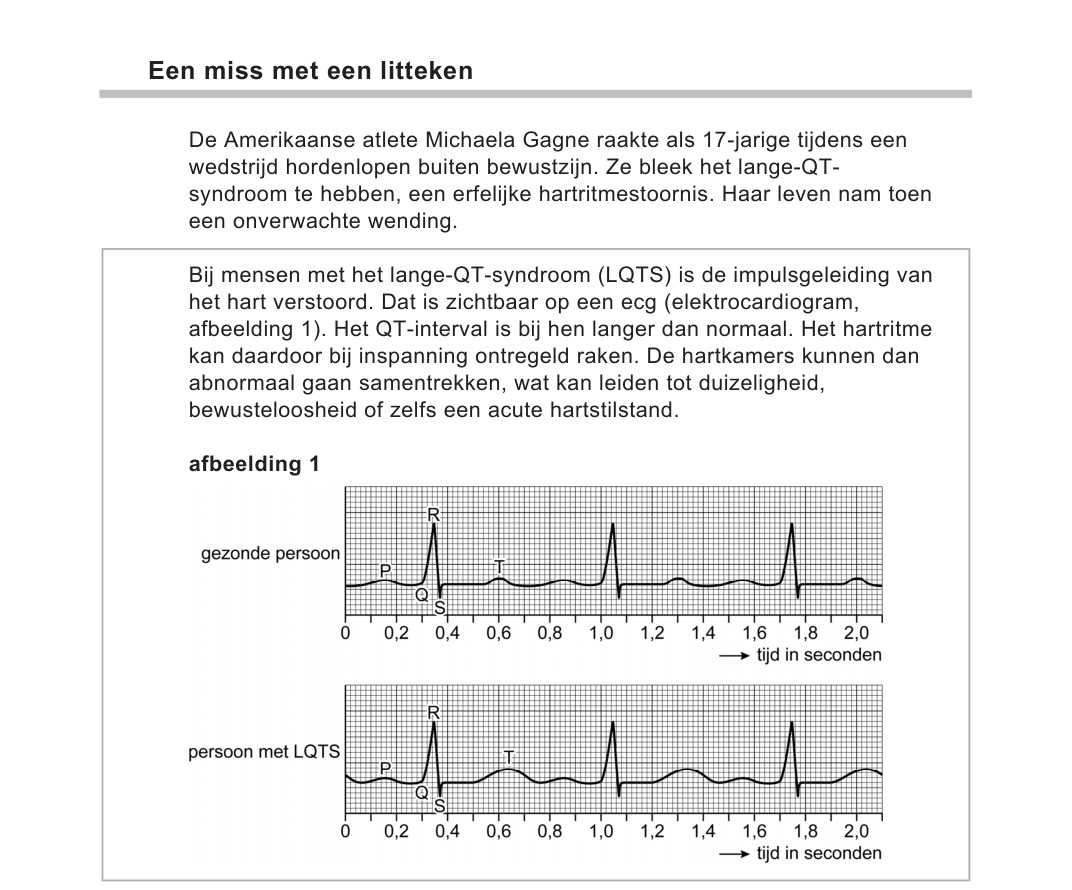 Een miss met een litteken
De Amerikaanse atlete Michaela Gagne raakte als 17-jarige tijdens een
wedstrijd hordenlopen buiten bewustzijn. Ze bleek het lange-QT-
syndroom te hebben, een erfelijke hartritmestoornis. Haar leven nam toen
een onverwachte wending.
Bij mensen met het lange-QT-syndroom (LQTS) is de impulsgeleiding van
het hart verstoord. Dat is zichtbaar op een ecg (elektrocardiogram,
afbeelding 1). Het QT-interval is bij hen langer dan normaal. Het hartritme
kan daardoor bij inspanning ontregeld raken. De hartkamers kunnen dan
abnormaal gaan samentrekken, wat kan leiden tot duizeligheid,
bewusteloosheid of zelfs een acute hartstilstand.
afbeelding 1
R
gezonde persoon
P
T
Q
S
0 0,2 0,4 0,6 0,8 1,0 1,2 1,4 1,6 1,8 2,0
tijd in seconden
R
persoon met LQTS
P
T
Q
S
0 0,2 0,4 0,6 0,8 1,0 1,2 1,4 1,6 1,8 2,0
tijd in seconden